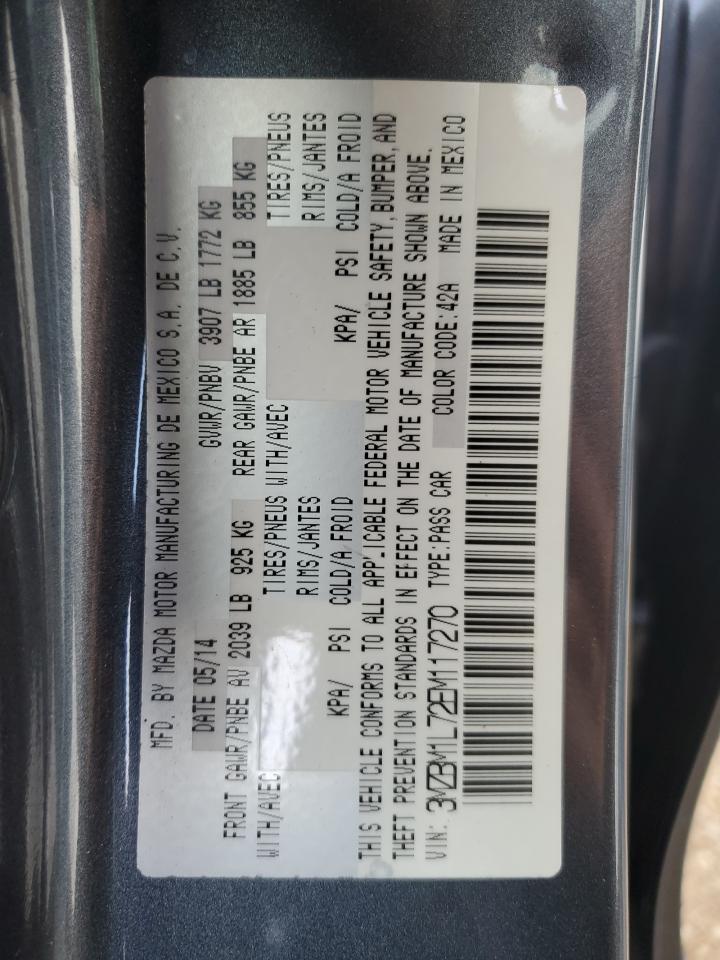 MFD. BY MAZDA MOTOR MANUFACTURING DE MEXICO S.A. DE C.V.
DATE 05/14 GVWR/PNBV 3907 LB 1772 KG
FRONT GAWR/PNBE AV 2039 LB 925 KG REAR GAWR/PNBE AR 1885 LB 855 KG
WITH/AVEC TIRES/PNEUS WITH/AVEC TIRES/PNEUS
RIMS/JANTES RIMS/JANTES
KPA/ PSI COLD/A FROID KPA/ PSI COLD/A FROID
THIS VEHICLE CONFORMS TO ALL APPLICABLE FEDERAL MOTOR VEHICLE SAFETY, BUMPER, AND
THEFT PREVENTION STANDARDS IN EFFECT ON THE DATE OF MANUFACTURE SHOWN ABOVE.
VIN: 3MZBM1L72EM117270 TYPE:PASS CAR COLOR CODE:42A MADE IN MEXICO